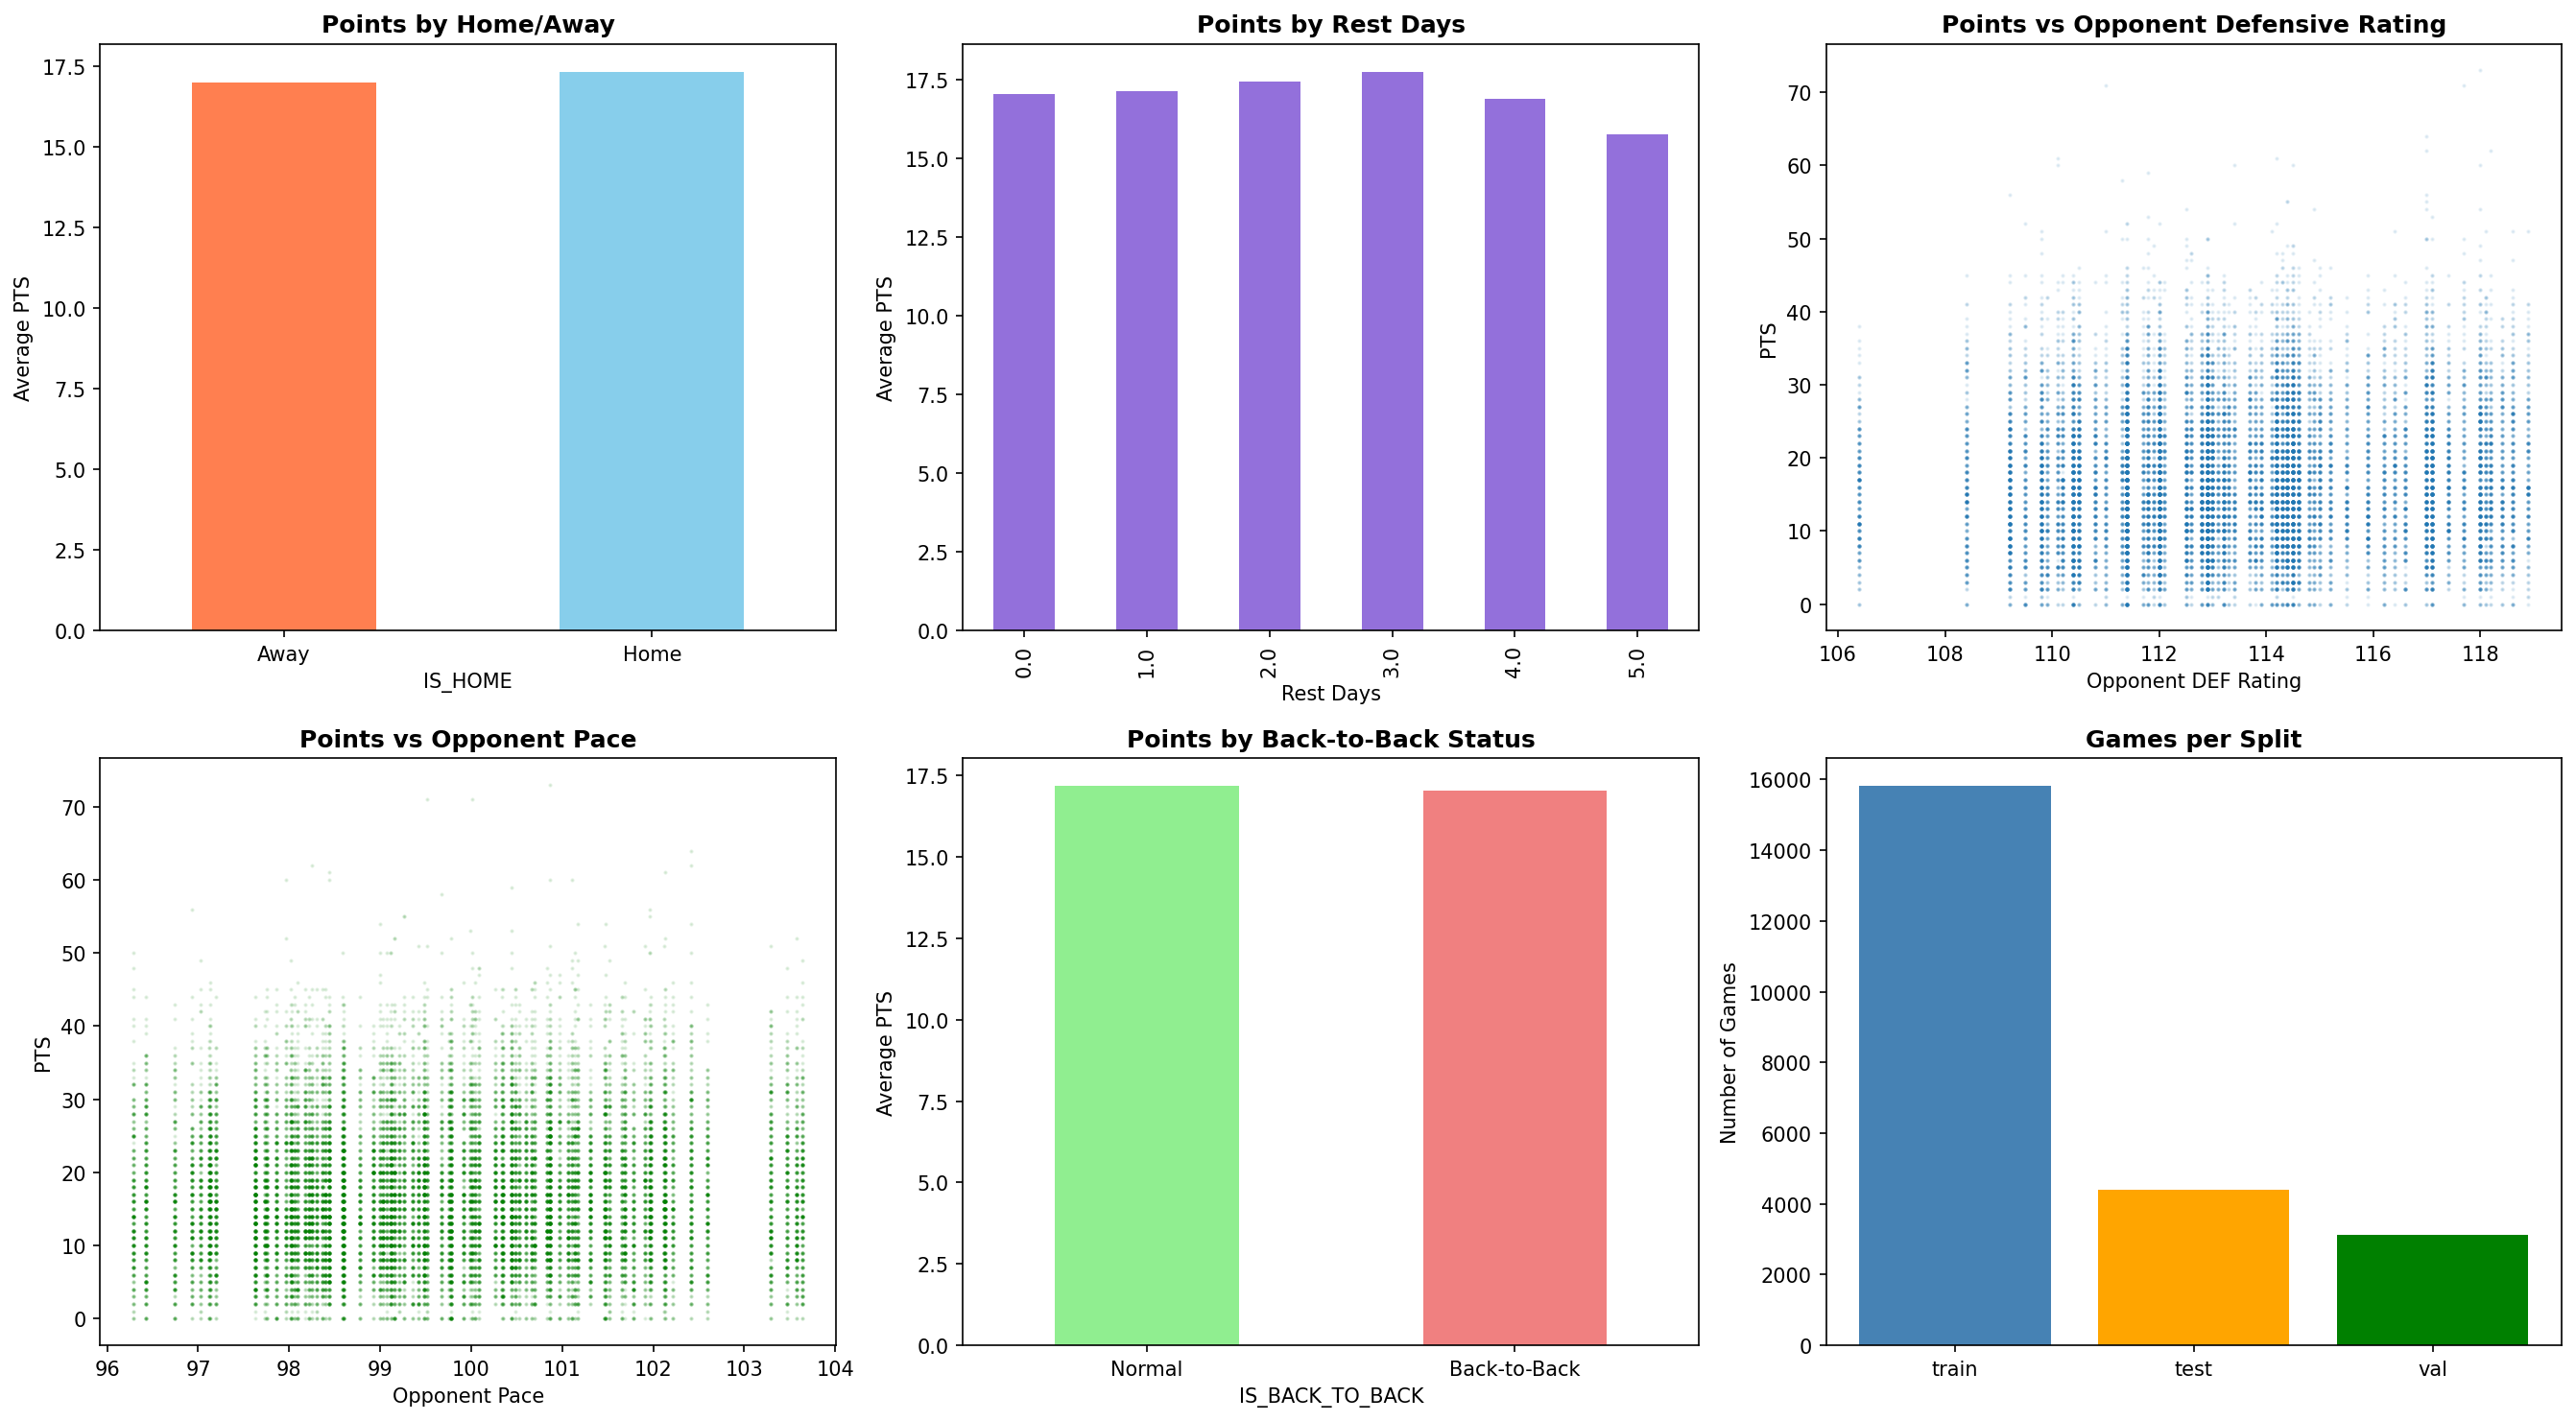 Points by Home/Away
Average PTS
17.5
15.0
12.5
10.0
7.5
5.0
2.5
0.0
Away Home
IS_HOME
Points by Rest Days
Average PTS
17.5
15.0
12.5
10.0
7.5
5.0
2.5
0.0
0.0 1.0 2.0 3.0 4.0 5.0
Rest Days
Points vs Opponent Defensive Rating
PTS
70
60
50
40
30
20
10
0
106 108 110 112 114 116 118
Opponent DEF Rating
Points vs Opponent Pace
PTS
70
60
50
40
30
20
10
0
96 97 98 99 100 101 102 103 104
Opponent Pace
Points by Back-to-Back Status
Average PTS
17.5
15.0
12.5
10.0
7.5
5.0
2.5
0.0
Normal Back-to-Back
IS_BACK_TO_BACK
Games per Split
Number of Games
16000
14000
12000
10000
8000
6000
4000
2000
0
train test val